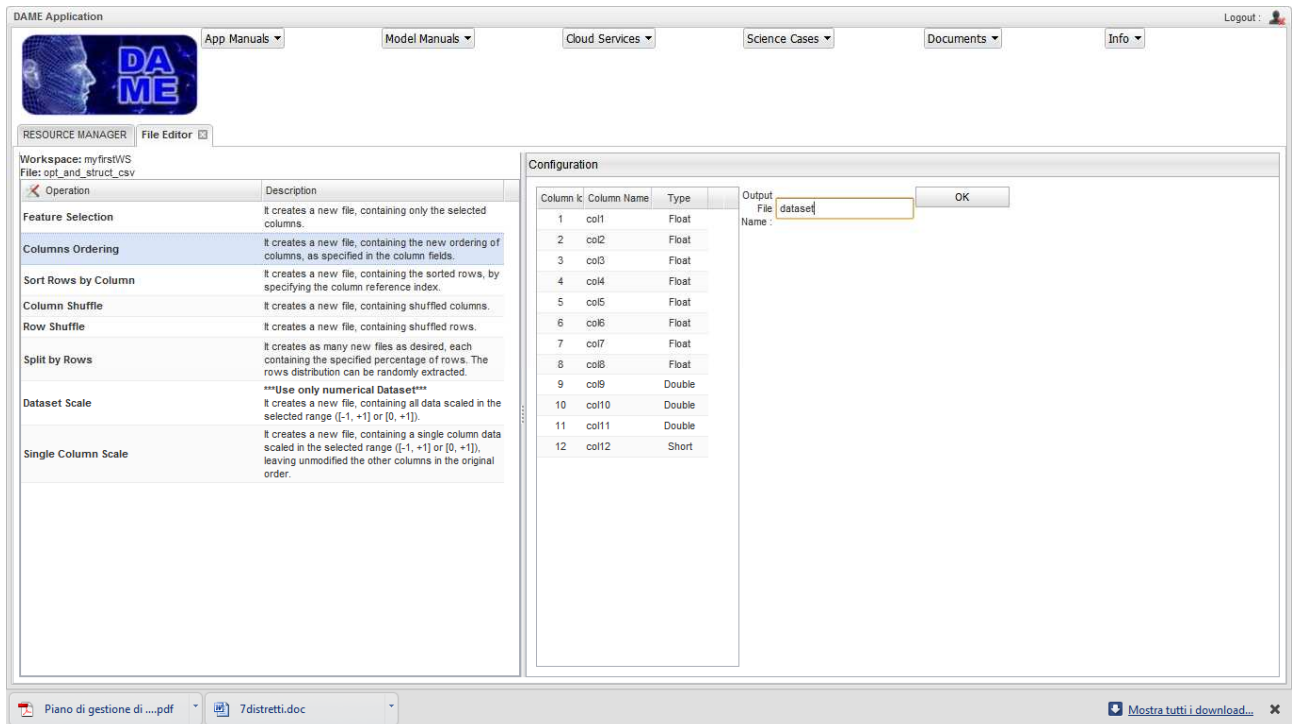 DAME Application
Logout :
DA
ME
App Manuals
Model Manuals
Cloud Services
Science Cases
Documents
Info
RESOURCE MANAGER
File Editor
Workspace: myfirstWS
File: opt_and_struct_csv
Operation Description
Feature Selection
It creates a new file, containing only the selected
columns.
Columns Ordering
It creates a new file, containing the new ordering of
columns, as specified in the column fields.
Sort Rows by Column
It creates a new file, containing the sorted rows, by
specifying the column reference index.
Column Shuffle
It creates a new file, containing shuffled columns.
Row Shuffle
It creates a new file, containing shuffled rows.
Split by Rows
It creates as many new files as desired, each
containing the specified percentage of rows. The
rows distribution can be randomly extracted.
Dataset Scale
***Use only numerical Dataset***
It creates a new file, containing all data scaled in the
selected range ([-1, +1] or [0, +1]).
Single Column Scale
It creates a new file, containing a single column data
scaled in the selected range ([-1, +1] or [0, +1]),
leaving unmodified the other columns in the original
order.
Configuration
Column Column Name Type
1 col1 Float
2 col2 Float
3 col3 Float
4 col4 Float
5 col5 Float
6 col6 Float
7 col7 Float
8 col8 Float
9 col9 Double
10 col10 Double
11 col11 Double
12 col12 Short
Output
File
Name :
dataset
OK
Piano di gestione di ....pdf
7distretti.doc
Mostra tutti i download...